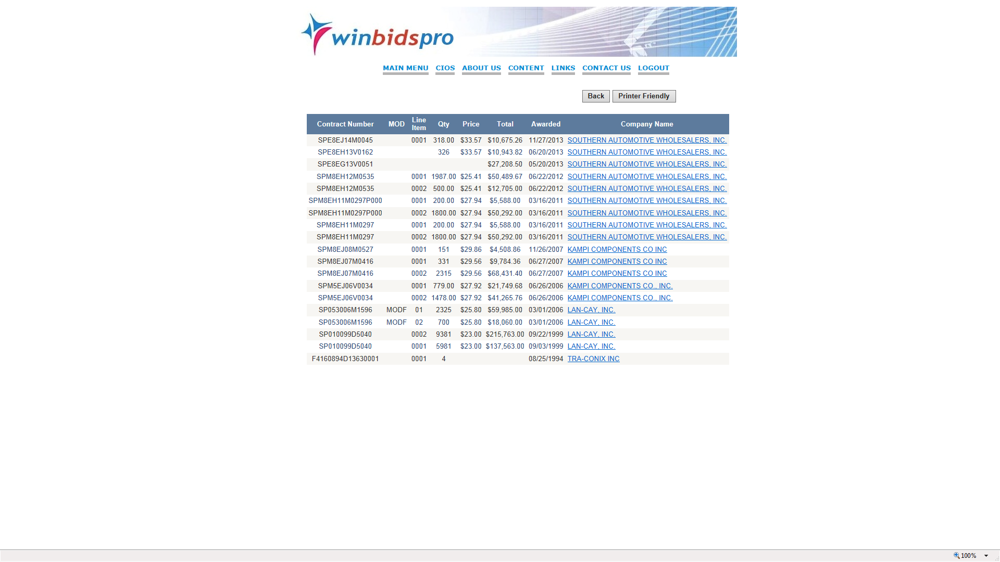 winbidspro
MAIN MENU CIOS ABOUT US CONTENT LINKS CONTACT US LOGOUT
Back Printer Friendly
Contract Number MOD Line Item Qty Price Total Awarded Company Name
SPE8EJ14M0045 0001 318.00 $33.57 $10,675.26 11/27/2013 SOUTHERN AUTOMOTIVE WHOLESALERS, INC.
SPE8EH13V0162 326 $33.57 $10,943.82 06/20/2013 SOUTHERN AUTOMOTIVE WHOLESALERS, INC.
SPE8EG13V0051 $27,208.50 05/20/2013 SOUTHERN AUTOMOTIVE WHOLESALERS, INC.
SPM8EH12M0535 0001 1987.00 $25.41 $50,489.67 06/22/2012 SOUTHERN AUTOMOTIVE WHOLESALERS, INC.
SPM8EH12M0535 0002 500.00 $25.41 $12,705.00 06/22/2012 SOUTHERN AUTOMOTIVE WHOLESALERS, INC.
SPM8EH11M0297P000 0001 200.00 $27.94 $5,588.00 03/16/2011 SOUTHERN AUTOMOTIVE WHOLESALERS, INC.
SPM8EH11M0297P000 0002 1800.00 $27.94 $50,292.00 03/16/2011 SOUTHERN AUTOMOTIVE WHOLESALERS, INC.
SPM8EH11M0297 0001 200.00 $27.94 $5,588.00 03/16/2011 SOUTHERN AUTOMOTIVE WHOLESALERS, INC.
SPM8EH11M0297 0002 1800.00 $27.94 $50,292.00 03/16/2011 SOUTHERN AUTOMOTIVE WHOLESALERS, INC.
SPM8EJ08M0527 0001 151 $29.86 $4,508.86 11/26/2007 KAMPI COMPONENTS CO INC
SPM8EJ07M0416 0001 331 $29.56 $9,784.36 06/27/2007 KAMPI COMPONENTS CO INC
SPM8EJ07M0416 0002 2315 $29.56 $68,431.40 06/27/2007 KAMPI COMPONENTS CO INC
SPM5EJ06V0034 0001 779.00 $27.92 $21,749.68 06/26/2006 KAMPI COMPONENTS CO., INC.
SPM5EJ06V0034 0002 1478.00 $27.92 $41,265.76 06/26/2006 KAMPI COMPONENTS CO., INC.
SP053006M1596 MODF 01 2325 $25.80 $59,985.00 03/01/2006 LAN-CAY, INC.
SP053006M1596 MODF 02 700 $25.80 $18,060.00 03/01/2006 LAN-CAY, INC.
SP010099D5040 0002 9381 $23.00 $215,763.00 09/22/1999 LAN-CAY, INC.
SP010099D5040 0001 5981 $23.00 $137,563.00 09/03/1999 LAN-CAY, INC.
F4160894D13630001 0001 4 08/25/1994 TRA-CONIX INC
100%